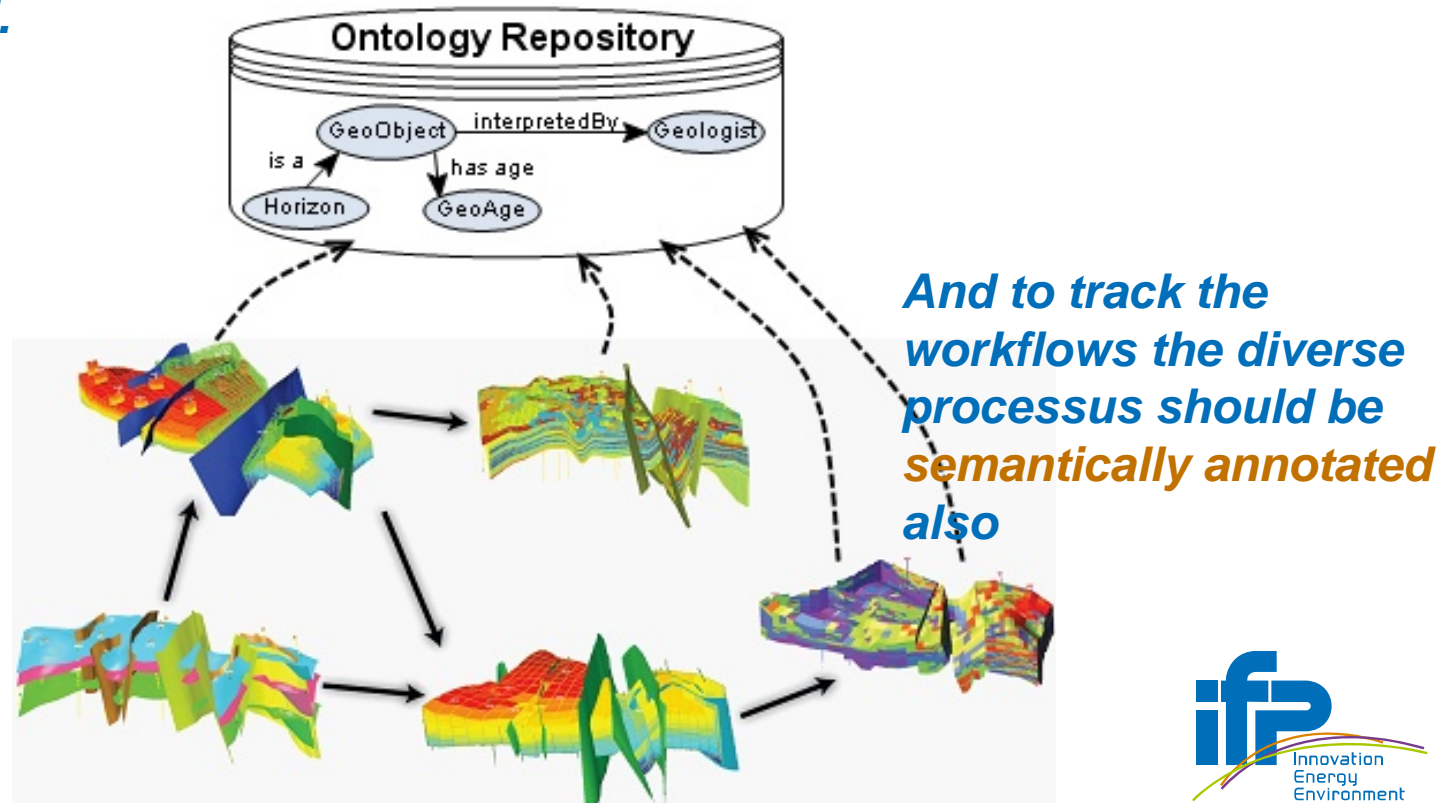 Ontology Repository
GeoObject
interpretedBy
Geologist
is a
has age
Horizon
GeoAge
And to track the
workflows the diverse
processus should be
semantically annotated
also
ifP
Innovation
Energy
Environment